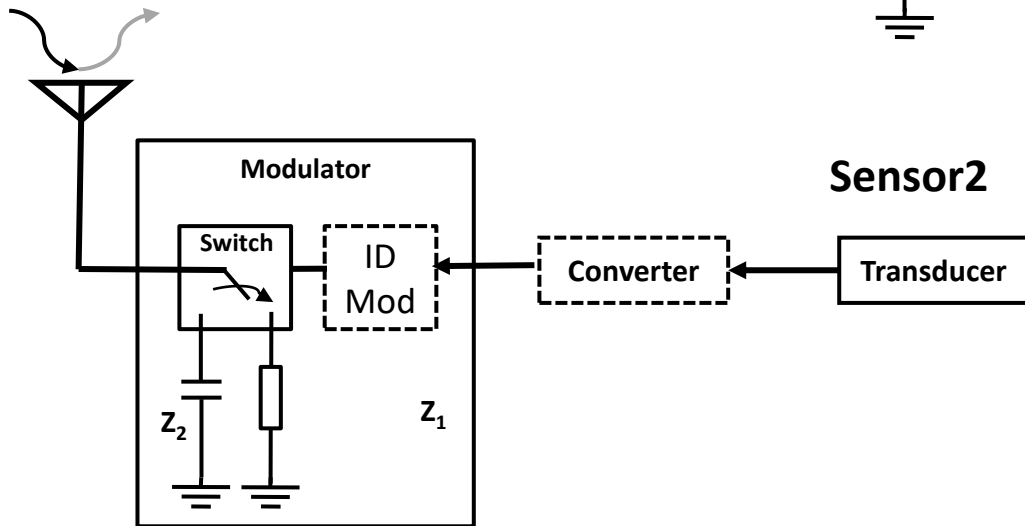 Modulator
Sensor2
Switch
ID
Mod
Converter
Transducer
Z₂
Z₁